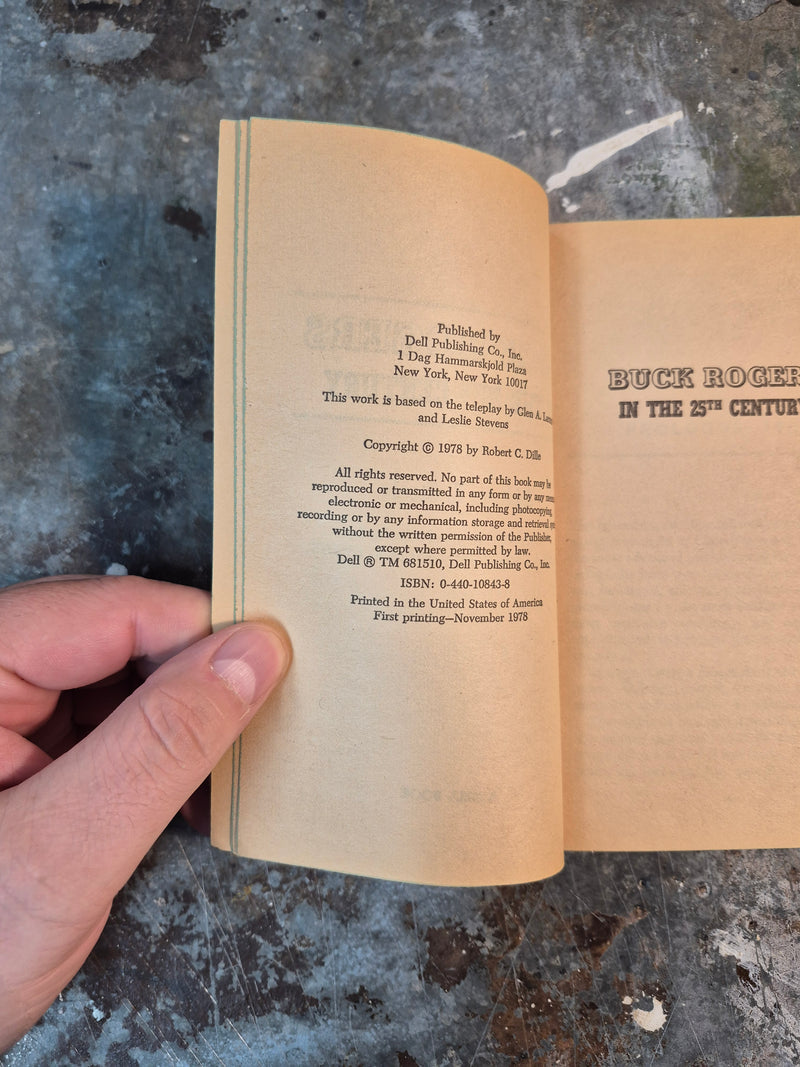 Published by
Dell Publishing Co., Inc.
1 Dag Hammarskjold Plaza
New York, New York 10017
This work is based on the teleplay by Glen A.
and Leslie Stevens
Copyright © 1978 by Robert C. Dille
All rights reserved. No part of this book may be
reproduced or transmitted in any form or by any
electronic or mechanical, including photocopying,
recording or by any information storage and retrieval
without the written permission of the Publisher,
except where permitted by law.
Dell ® TM 681510, Dell Publishing Co., Inc.
ISBN: 0-440-10843-8
Printed in the United States of America
First printing—November 1978
BUCK ROGER
IN THE 25TH CENTURY